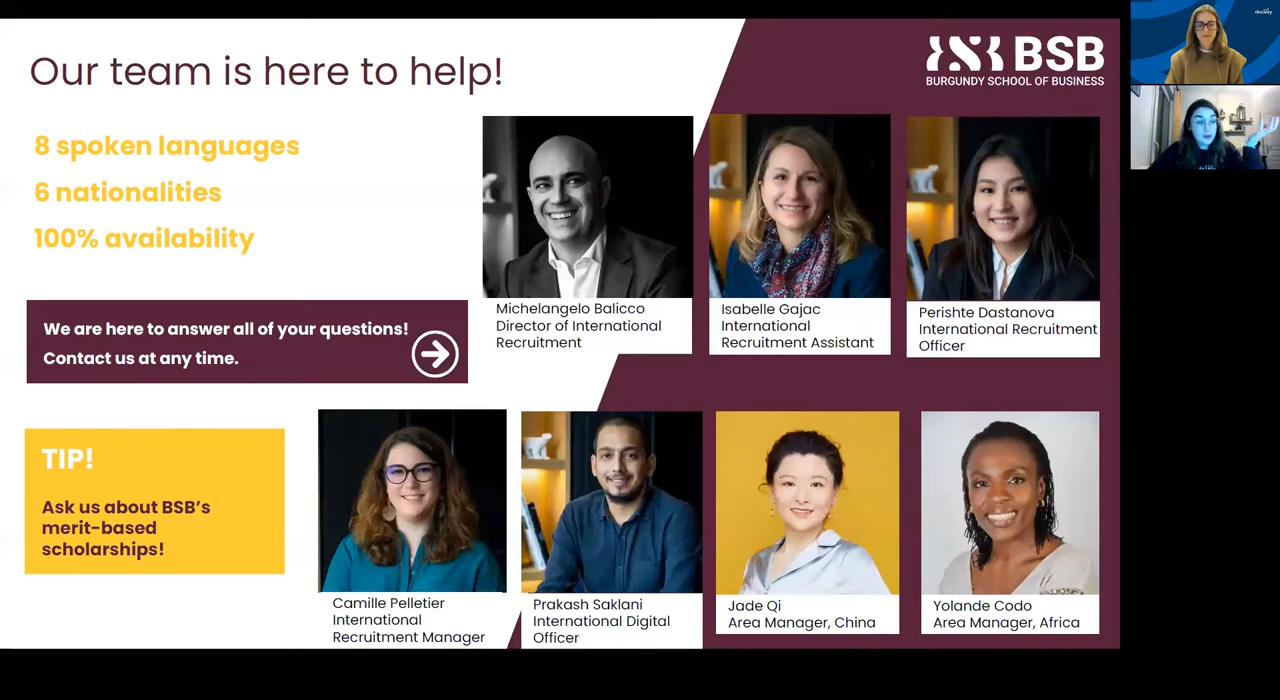 Our team is here to help!
BSB
BURGUNDY SCHOOL OF BUSINESS
docsity
8 spoken languages
6 nationalities
100% availability
We are here to answer all of your questions!
Contact us at any time.
Michelangelo Balicco
Director of International
Recruitment
Isabelle Gajac
International
Recruitment Assistant
Perishte Dastanova
International Recruitment
Officer
TIP!
Ask us about BSB’s
merit-based
scholarships!
Camille Pelletier
International
Recruitment Manager
Prakash Saklani
International Digital
Officer
Jade Qi
Area Manager, China
Yolande Codo
Area Manager, Africa